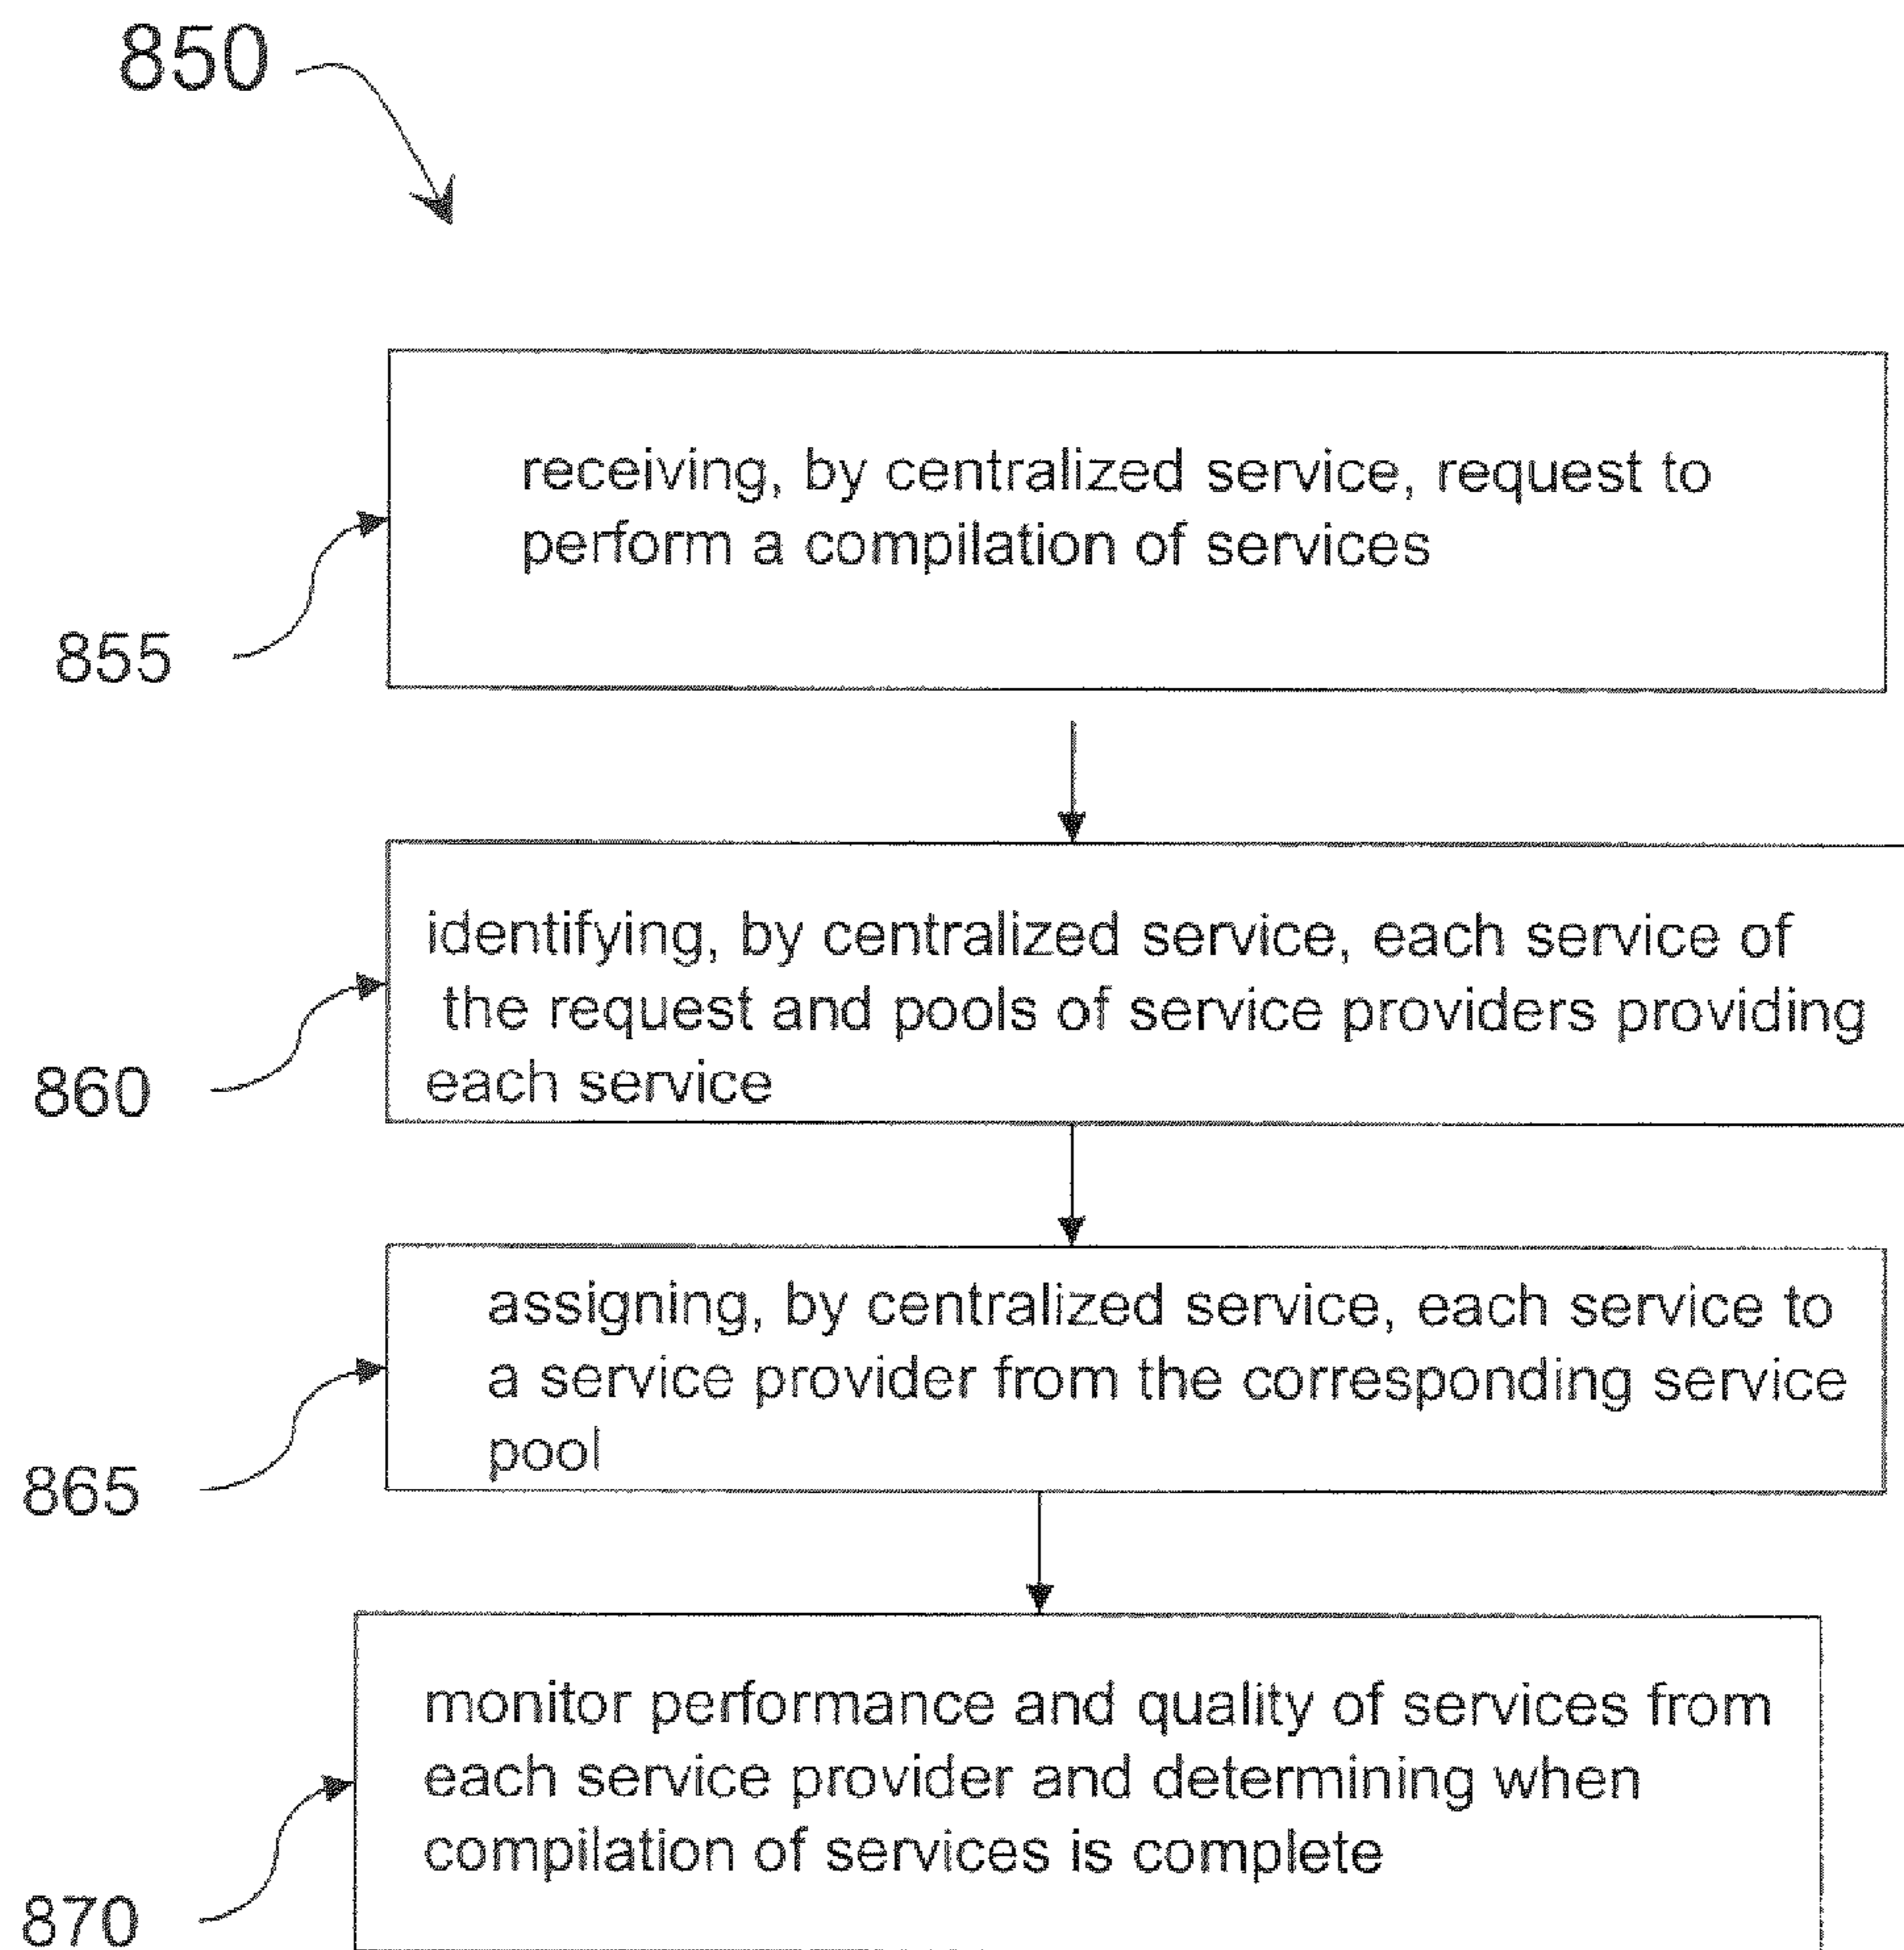 850
receiving, by centralized service, request to
perform a compilation of services
855
identifying, by centralized service, each service of
the request and pools of service providers providing
each service
860
assigning, by centralized service, each service to
a service provider from the corresponding service
pool
865
monitor performance and quality of services from
each service provider and determining when
compilation of services is complete
870